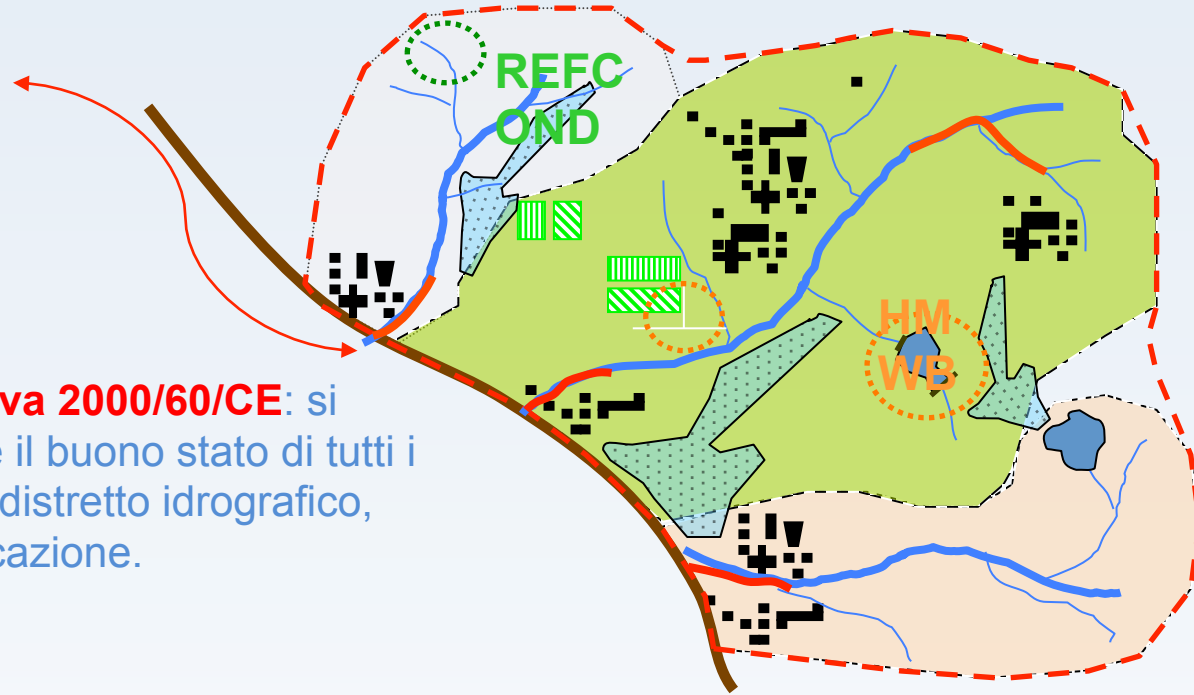 REFC
OND
HM
WB
va 2000/60/CE: si
e il buono stato di tutti i
distretto idrografico,
cazione.